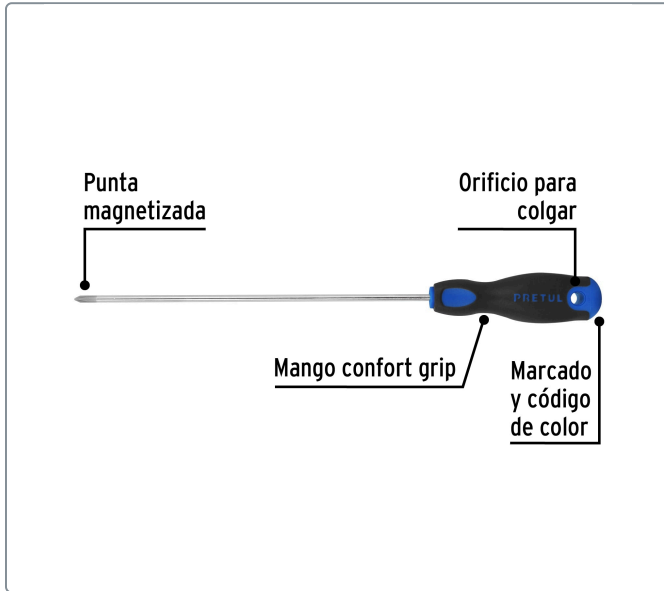 Punta
magnetizada
Orificio para
colgar
PRETUL
Mango confort grip
Marcado
y código
de color